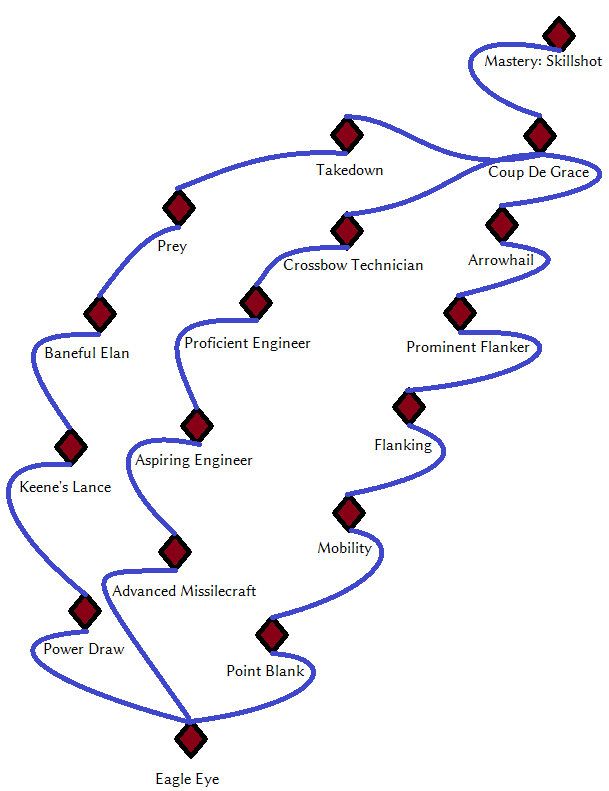 Mastery: Skillshot
Takedown
Coup De Grace
Prey
Crossbow Technician
Arrowhail
Baneful Elan
Proficient Engineer
Prominent Flanker
Flanking
Aspiring Engineer
Keene's Lance
Mobility
Advanced Missilecraft
Power Draw
Point Blank
Eagle Eye